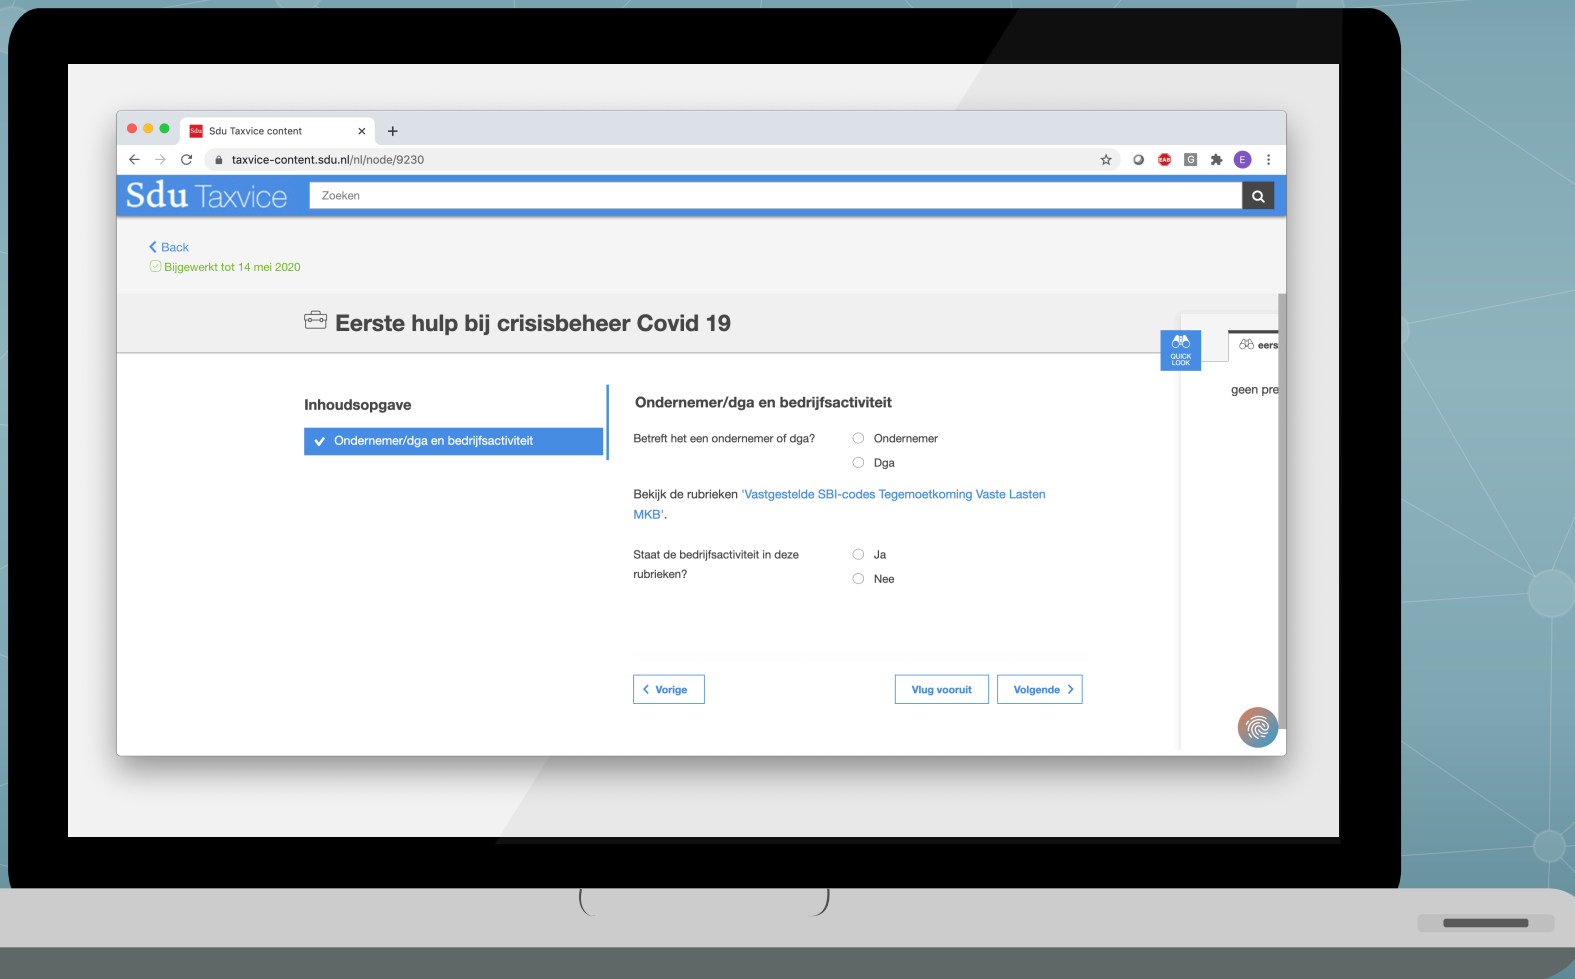 Sdu Sdu Taxvice content
taxvice-content.sdu.nl/nl/node/9230
EAB G E
Sdu Taxvice Zoeken
Back
Bijgewerkt tot 14 mei 2020
Eerste hulp bij crisisbeheer Covid 19
QUICK
LOOK
eers
geen pre
Inhoudsopgave
Ondernemer/dga en bedrijfsactiviteit
Ondernemer/dga en bedrijfsactiviteit
Betreft het een ondernemer of dga? Ondernemer
Dga
Bekijk de rubrieken 'Vastgestelde SBI-codes Tegemoetkoming Vaste Lasten
MKB'.
Staat de bedrijfsactiviteit in deze Ja
rubrieken? Nee
Vorige Vlug vooruit Volgende